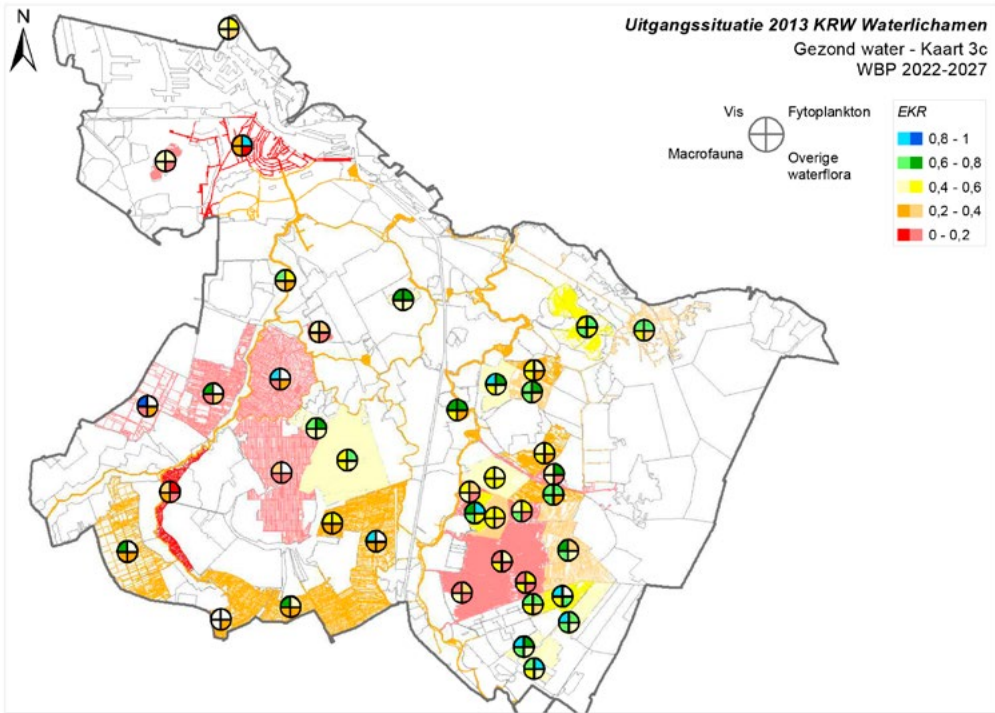 N
Uitgangssituatie 2013 KRW Waterlichamen
Gezond water - Kaart 3c
WBP 2022-2027
Vis
Fytoplankton
Macrofauna
Overige
waterflora
EKR
0,8 - 1
0,6 - 0,8
0,4 - 0,6
0,2 - 0,4
0 - 0,2